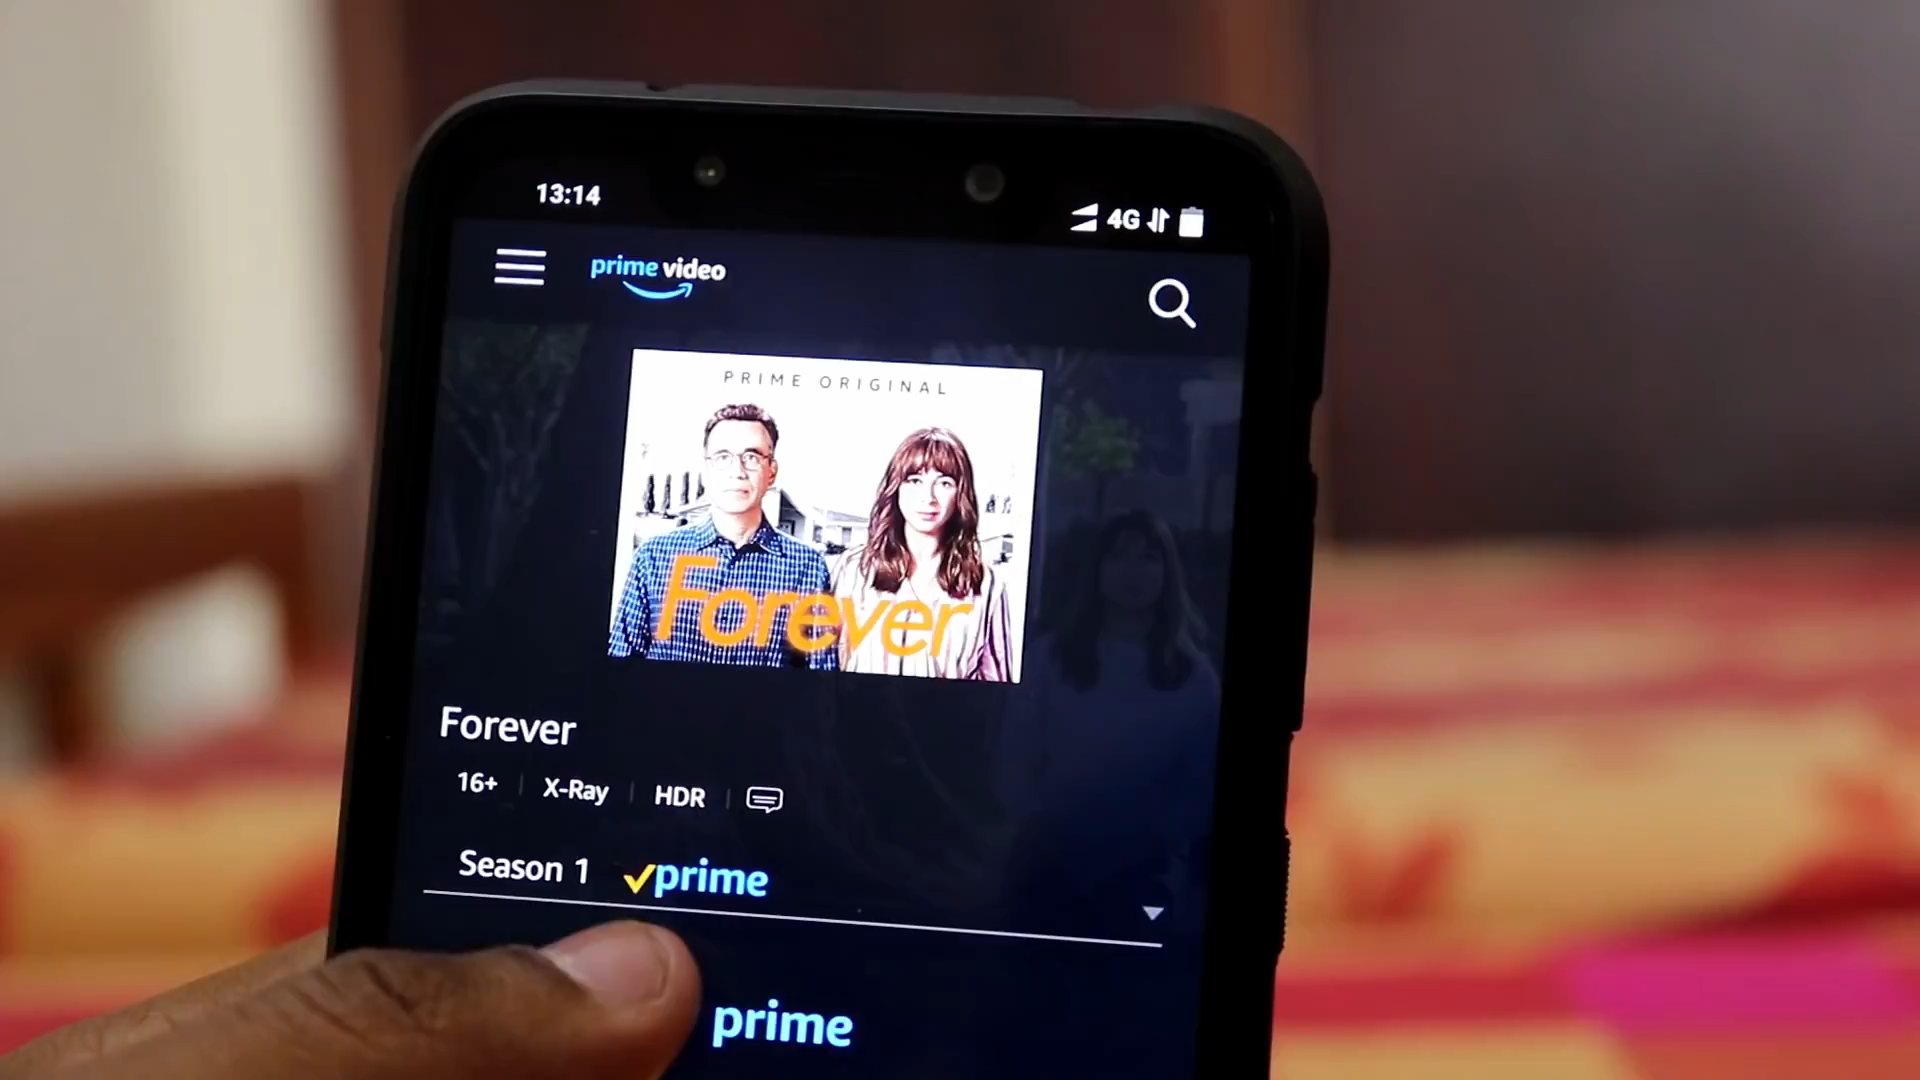 13:14
4G
prime video
PRIME ORIGINAL
Forever
Forever
16+ X-Ray HDR
Season 1 prime
prime